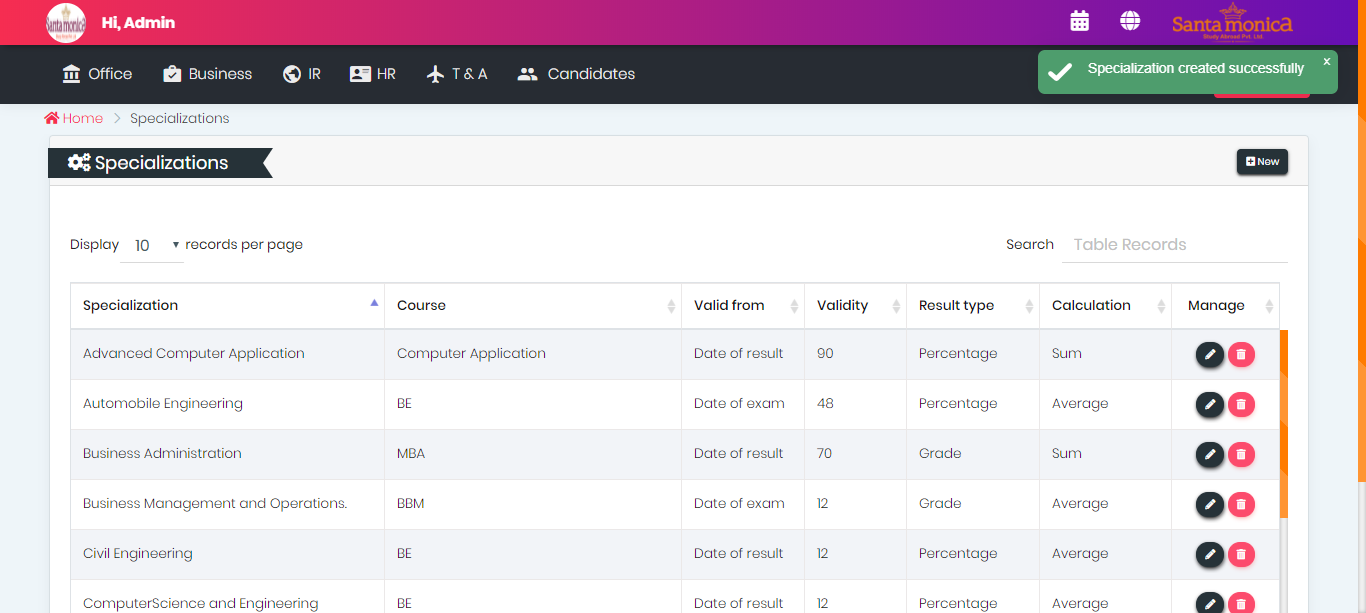 Santa monica
Hi, Admin
Santa monica
Study Abroad Pvt. Ltd.
Office Business IR HR T & A Candidates
Specialization created successfully x
Home > Specializations
Specializations
New
Display 10 records per page
Search Table Records
Specialization Course Valid from Validity Result type Calculation Manage
Advanced Computer Application Computer Application Date of result 90 Percentage Sum
Automobile Engineering BE Date of exam 48 Percentage Average
Business Administration MBA Date of result 70 Grade Sum
Business Management and Operations. BBM Date of exam 12 Grade Average
Civil Engineering BE Date of result 12 Percentage Average
ComputerScience and Engineering BE Date of result 12 Percentage Average